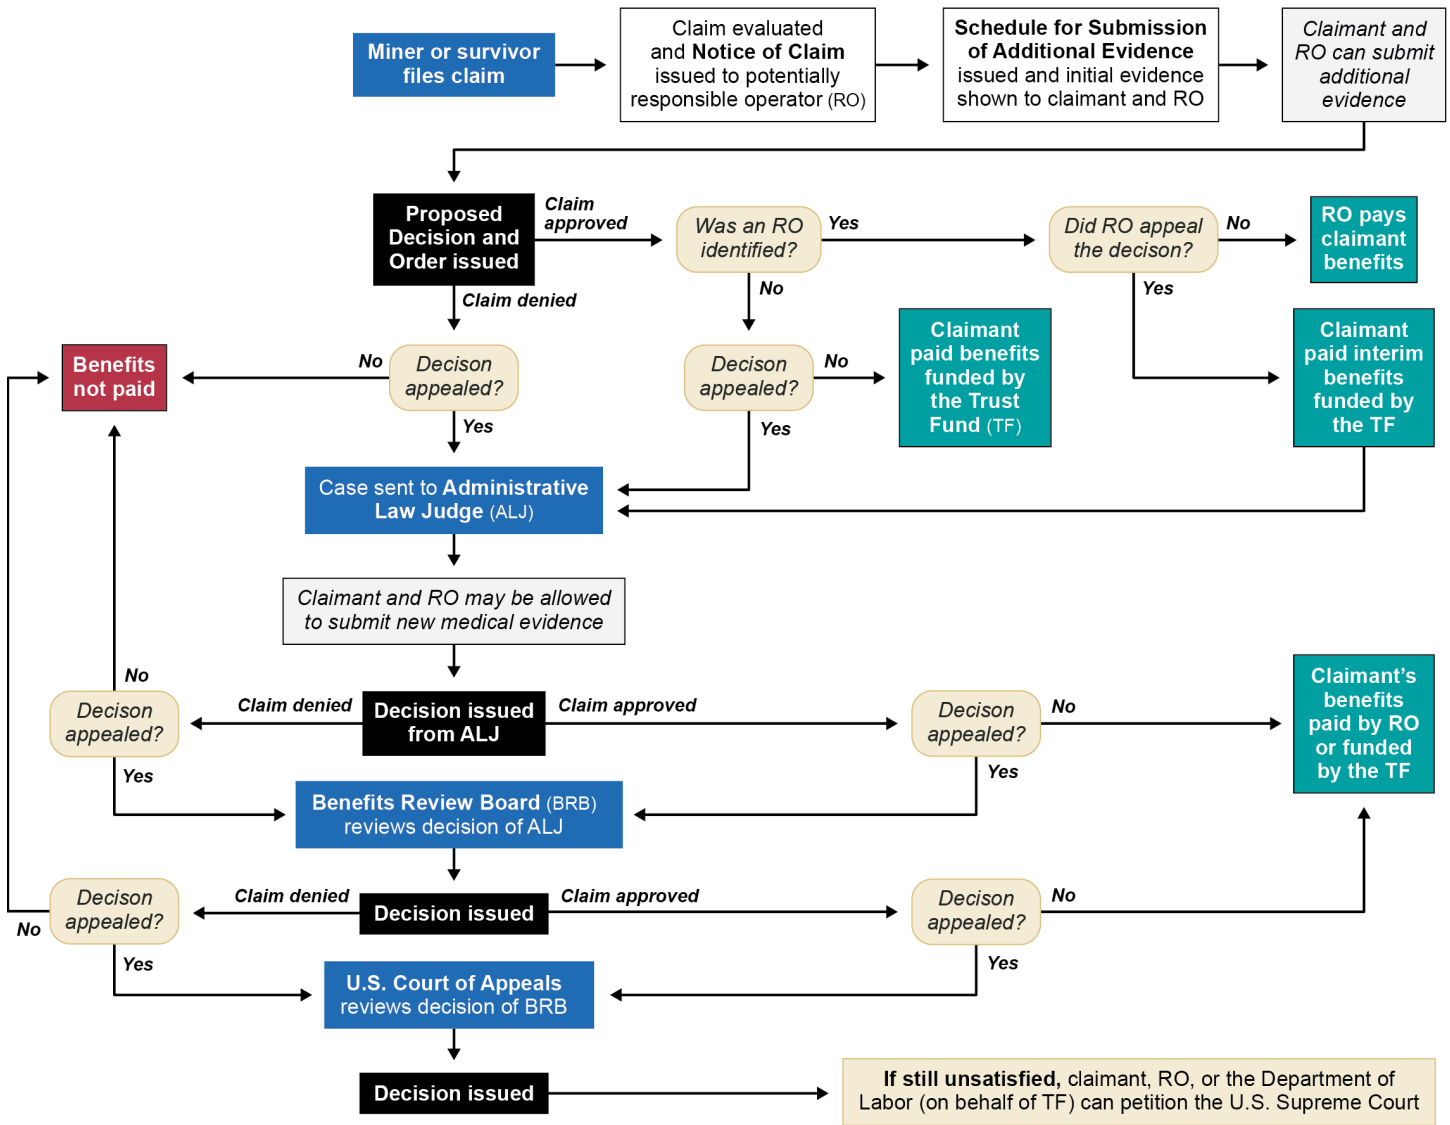 Miner or survivor
files claim
Claim evaluated
and Notice of Claim
issued to potentially
responsible operator (RO)
Schedule for Submission
of Additional Evidence
issued and initial evidence
shown to claimant and RO
Claimant and
RO can submit
additional
evidence
Proposed
Decision and
Order issued
Claim
approved
Was an RO
identified?
Yes
Did RO appeal
the decison?
No
RO pays
claimant
benefits
Claim denied
No
Yes
Benefits
not paid
No
Decison
appealed?
Decison
appealed?
No
Claimant
paid benefits
funded by
the Trust
Fund (TF)
Claimant
paid interim
benefits
funded by
the TF
Yes
Yes
Case sent to Administrative
Law Judge (ALJ)
Claimant and RO may be allowed
to submit new medical evidence
No
Decison
appealed?
Claim denied
Decision issued
from ALJ
Claim approved
Decison
appealed?
No
Claimant's
benefits
paid by RO
or funded
by the TF
Yes
Yes
Benefits Review Board (BRB)
reviews decision of ALJ
Decison
appealed?
No
Claim denied
Decision issued
Claim approved
Decison
appealed?
No
Yes
Yes
U.S. Court of Appeals
reviews decision of BRB
Decision issued
If still unsatisfied, claimant, RO, or the Department of
Labor (on behalf of TF) can petition the U.S. Supreme Court